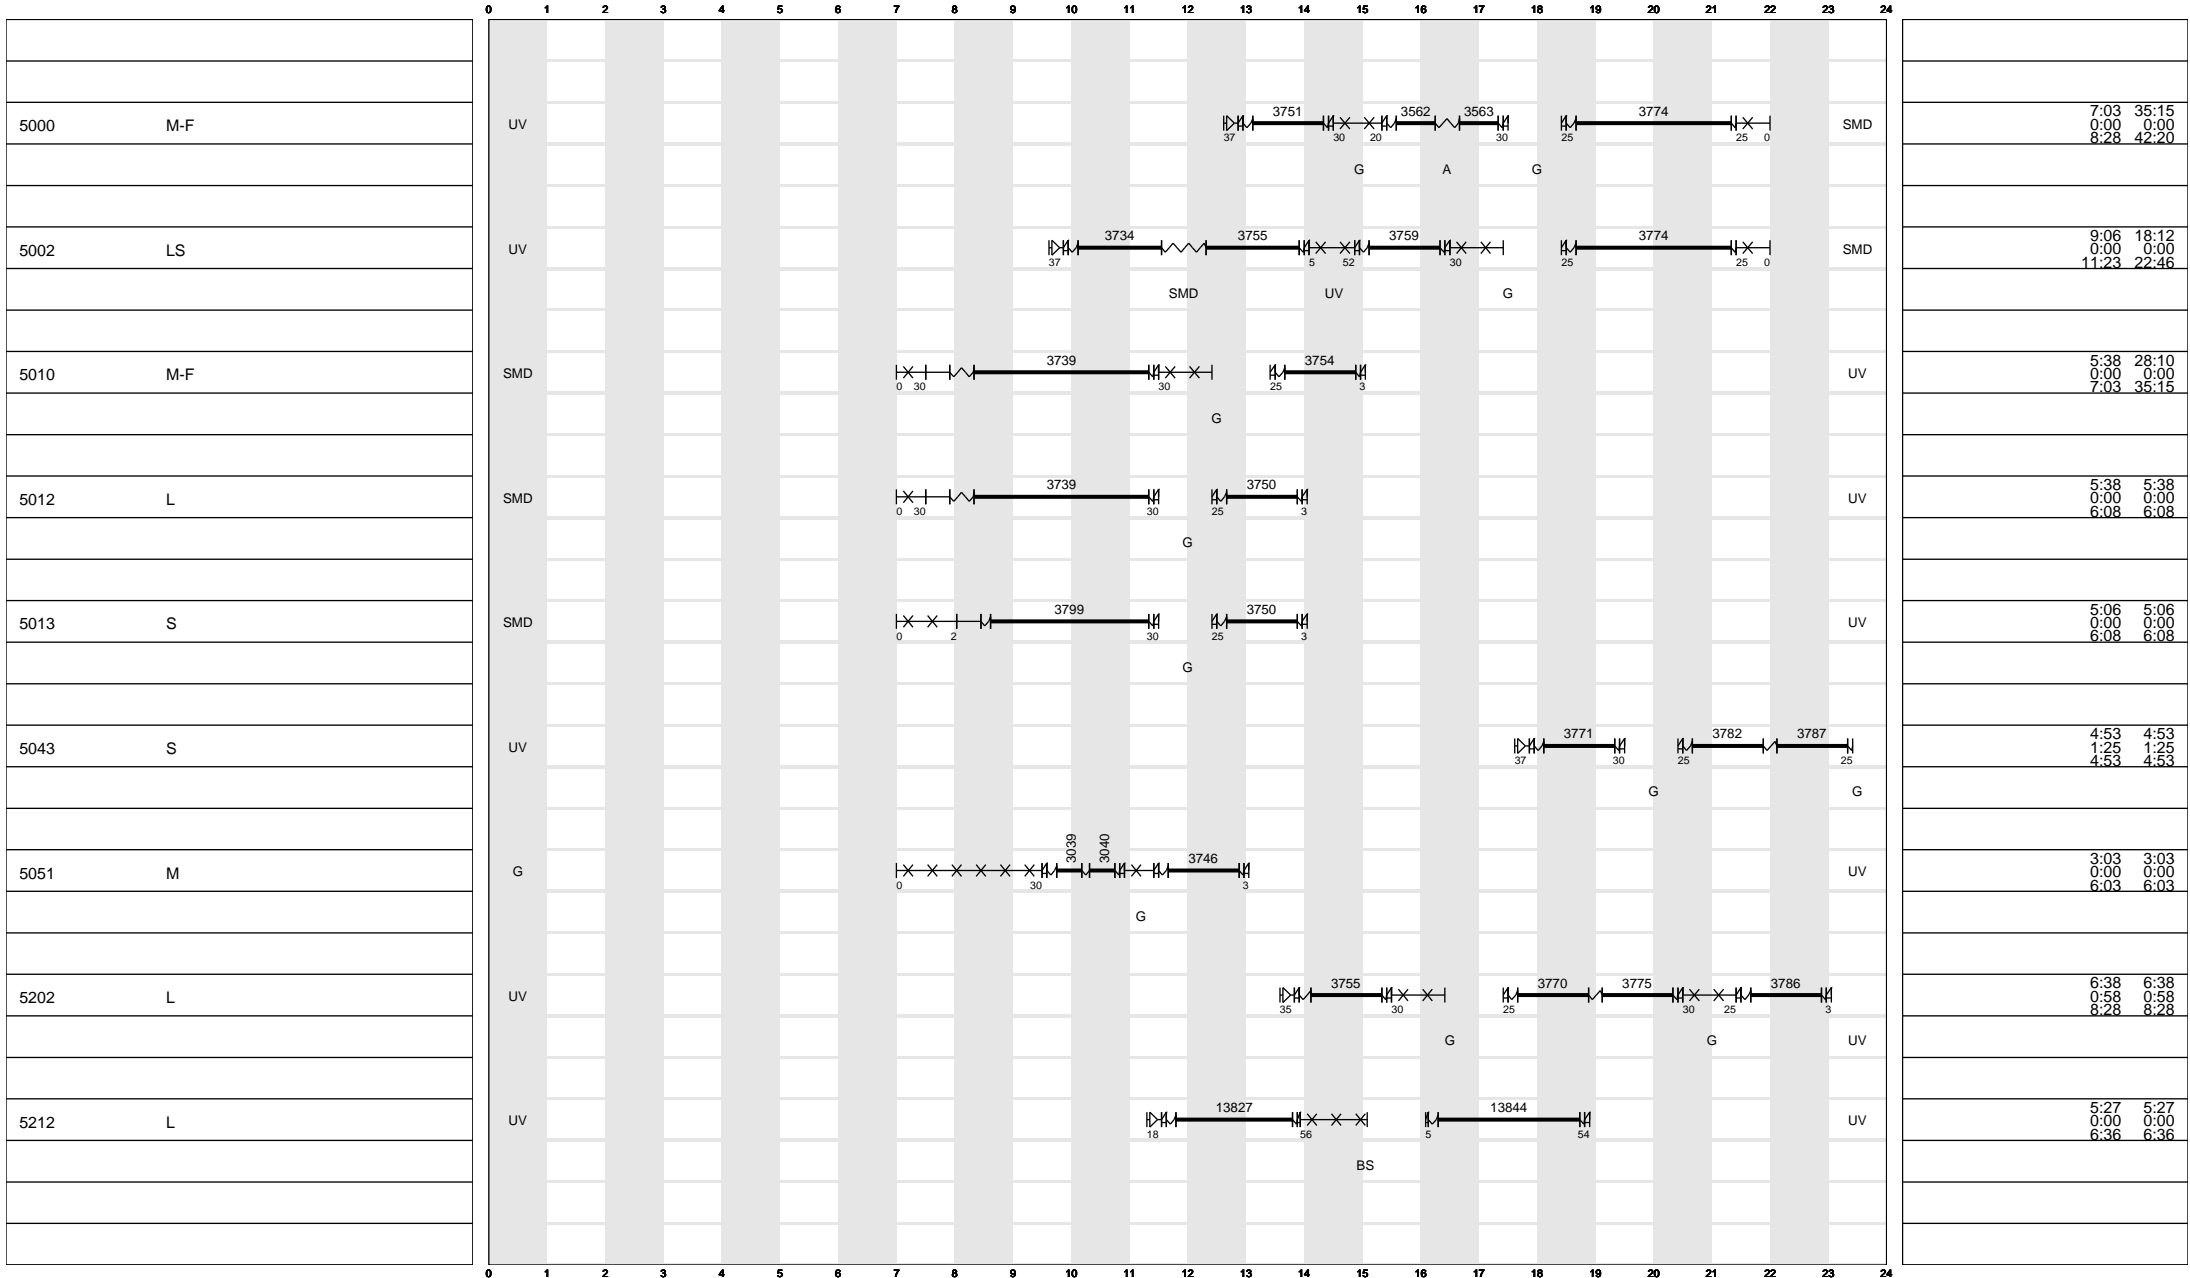 0 1 2 3 4 5 6 7 8 9 10 11 12 13 14 15 16 17 18 19 20 21 22 23 24
3751 3562 3563 3774 7:03 35:15
5000 M-F UV SMD 0:00 0:00
37 30 20 30 25 25 0 8:28 42:20
G A G
3734 3755 3759 3774 9:06 18:12
5002 LS UV SMD 0:00 0:00
37 5 52 30 25 25 0 11:23 22:46
SMD UV G
3739 3754 5:38 28:10
5010 M-F SMD UV 0:00 0:00
0 30 30 25 3 7:03 35:15
G
3739 3750 5:38 5:38
5012 L SMD UV 0:00 0:00
0 30 30 25 3 6:08 6:08
G
3799 3750 5:06 5:06
5013 S SMD UV 0:00 0:00
0 2 30 25 3 6:08 6:08
G
3771 3782 3787 4:53 4:53
5043 S UV 1:25 1:25
37 30 25 25 4:53 4:53
G G
3039 3040 3746 3:03 3:03
5051 M G UV 0:00 0:00
0 30 3 6:03 6:03
G
3755 3770 3775 3786 6:38 6:38
5202 L UV 0:58 0:58
35 30 25 30 25 3 8:28 8:28
G G UV
13827 13844 5:27 5:27
5212 L UV UV 0:00 0:00
18 56 5 54 6:36 6:36
BS
0 1 2 3 4 5 6 7 8 9 10 11 12 13 14 15 16 17 18 19 20 21 22 23 24